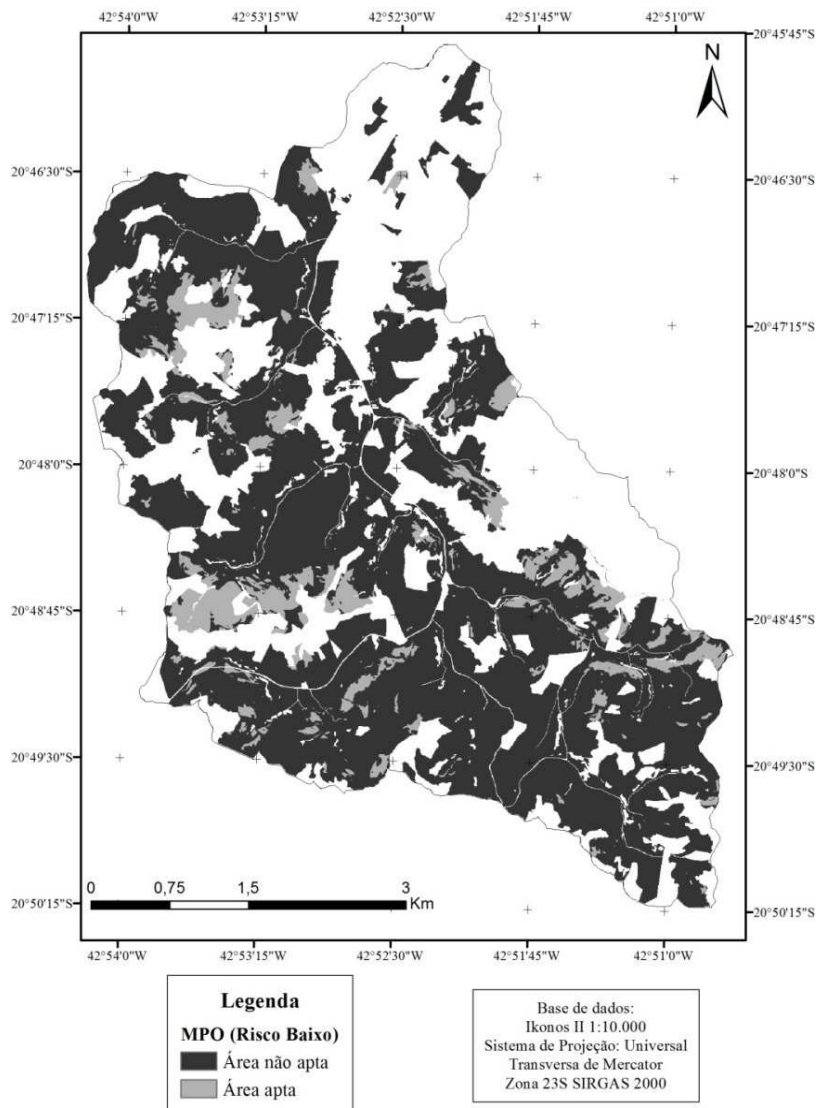 42°54'0"W 42°53'15"W 42°52'30"W 42°51'45"W 42°51'0"W
20°45'45"S
N
20°46'30"S 20°46'30"S
20°47'15"S 20°47'15"S
20°48'0"S 20°48'0"S
20°48'45"S 20°48'45"S
20°49'30"S 20°49'30"S
0 0,75 1,5 3
Km
20°50'15"S 20°50'15"S
42°54'0"W 42°53'15"W 42°52'30"W 42°51'45"W 42°51'0"W
Legenda
MPO (Risco Baixo)
Área não apta
Área apta
Base de dados:
Ikonos II 1:10.000
Sistema de Projeção: Universal
Transversa de Mercator
Zona 23S SIRGAS 2000